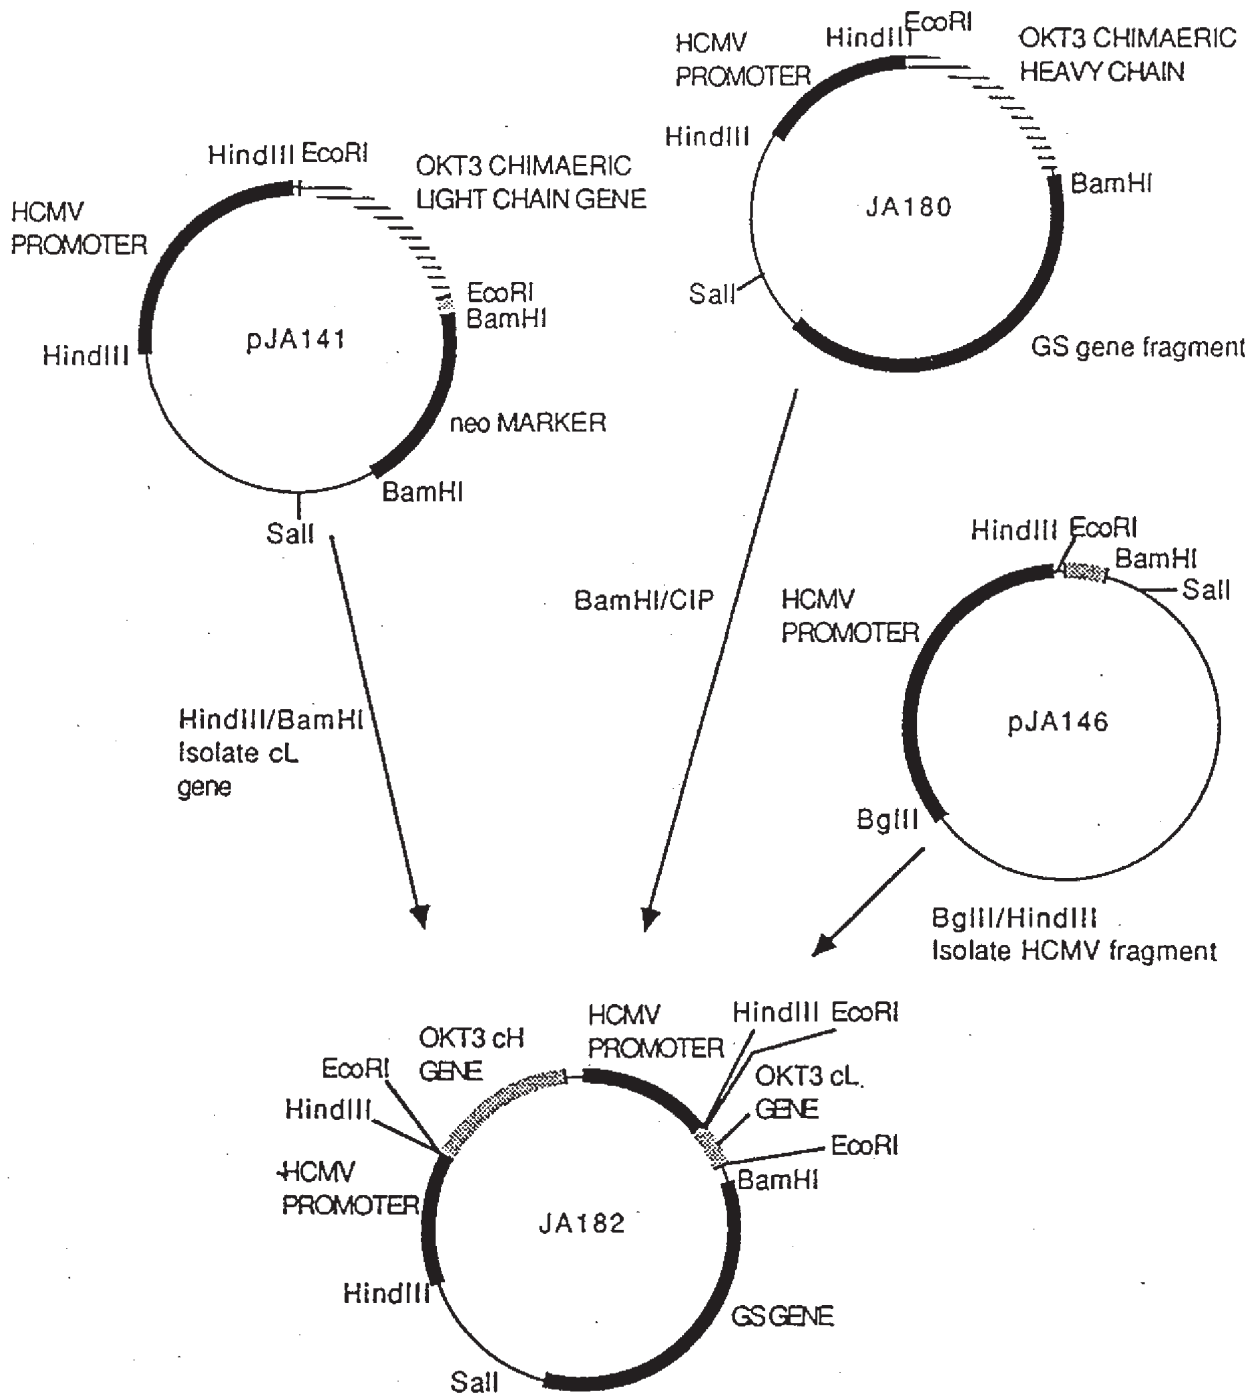 HCMV
PROMOTER
HindIII EcoRI
OKT3 CHIMAERIC
LIGHT CHAIN GENE
EcoRI
BamHI
pJA141
HindIII
neo MARKER
BamHI
SalI
HCMV
PROMOTER
HindIII EcoRI
OKT3 CHIMAERIC
HEAVY CHAIN
HindIII
BamHI
JA180
SalI
GS gene fragment
HindIII EcoRI
BamHI
SalI
HCMV
PROMOTER
pJA146
BglII
BamHI/CIP
HindIII/BamHI
Isolate cL
gene
BglII/HindIII
Isolate HCMV fragment
OKT3 cH
GENE
HCMV
PROMOTER
HindIII EcoRI
EcoRI
HindIII
OKT3 cL
GENE
EcoRI
BamHI
HCMV
PROMOTER
JA182
HindIII
GS GENE
SalI